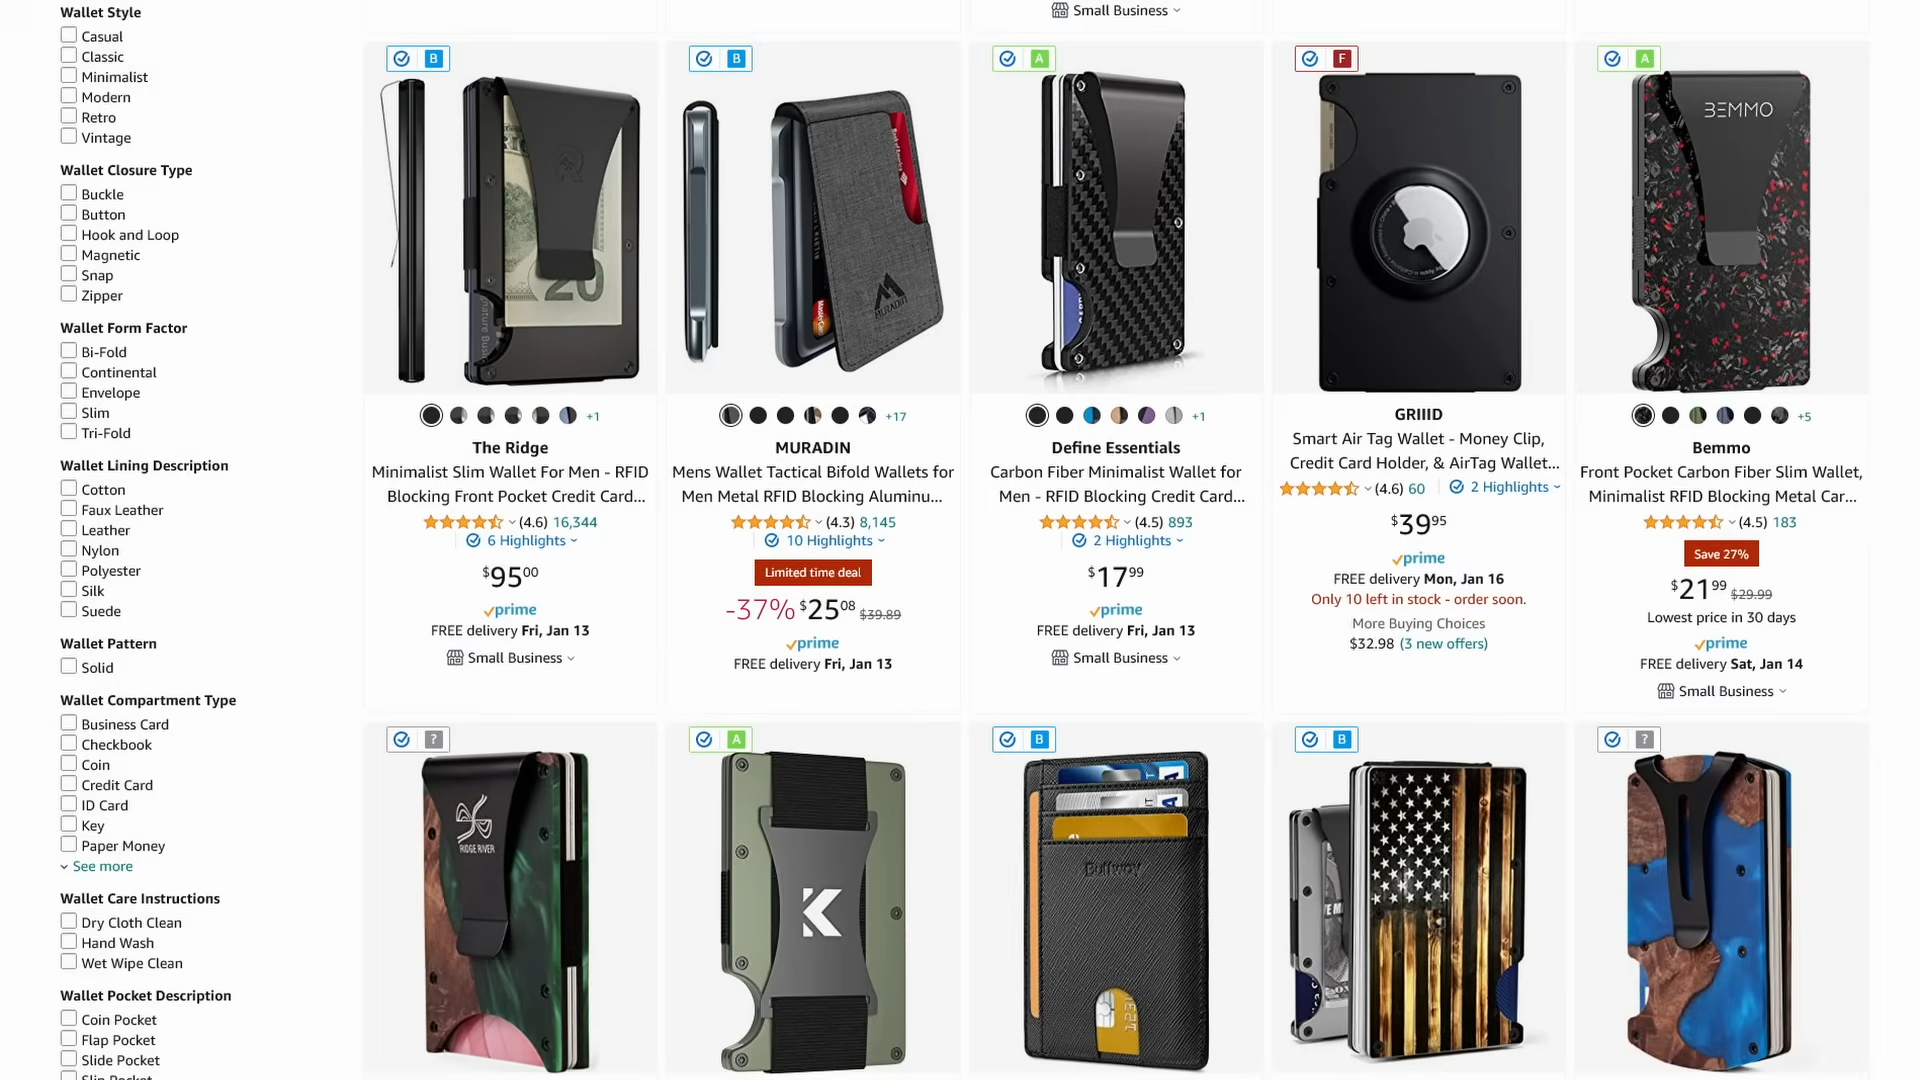 Wallet Style
Casual
Classic
Minimalist
Modern
Retro
Vintage
Wallet Closure Type
Buckle
Button
Hook and Loop
Magnetic
Snap
Zipper
Wallet Form Factor
Bi-Fold
Continental
Envelope
Slim
Tri-Fold
Wallet Lining Description
Cotton
Faux Leather
Leather
Nylon
Polyester
Silk
Suede
Wallet Pattern
Solid
Wallet Compartment Type
Business Card
Checkbook
Coin
Credit Card
ID Card
Key
Paper Money
See more
Wallet Care Instructions
Dry Cloth Clean
Hand Wash
Wet Wipe Clean
Wallet Pocket Description
Coin Pocket
Flap Pocket
Slide Pocket
Slip Pocket
Small Business
B
20
+1
The Ridge
Minimalist Slim Wallet For Men - RFID
Blocking Front Pocket Credit Card...
(4.6) 16,344
6 Highlights
$9500
prime
FREE delivery Fri, Jan 13
Small Business
B
MURADIN
+17
MURADIN
Mens Wallet Tactical Bifold Wallets for
Men Metal RFID Blocking Aluminu...
(4.3) 8,145
10 Highlights
Limited time deal
-37% $2508 $39.89
prime
FREE delivery Fri, Jan 13
A
+1
Define Essentials
Carbon Fiber Minimalist Wallet for
Men - RFID Blocking Credit Card...
(4.5) 893
2 Highlights
$1799
prime
FREE delivery Fri, Jan 13
Small Business
F
GRIIID
Smart Air Tag Wallet - Money Clip,
Credit Card Holder, & AirTag Wallet...
(4.6) 60
2 Highlights
$3995
prime
FREE delivery Mon, Jan 16
Only 10 left in stock - order soon.
More Buying Choices
$32.98 (3 new offers)
A
BEMMO
+5
Bemmo
Front Pocket Carbon Fiber Slim Wallet,
Minimalist RFID Blocking Metal Car...
(4.5) 183
Save 27%
$2199 $29.99
Lowest price in 30 days
prime
FREE delivery Sat, Jan 14
Small Business
?
RIDGE RIVER
A
K
B
Buffway
B
?